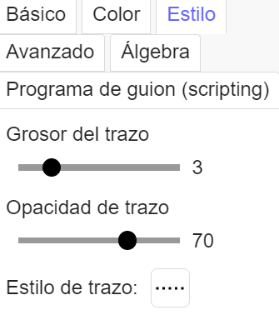 Básico Color Estilo
Avanzado Álgebra
Programa de guion (scripting)
Grosor del trazo
3
Opacidad de trazo
70
Estilo de trazo: